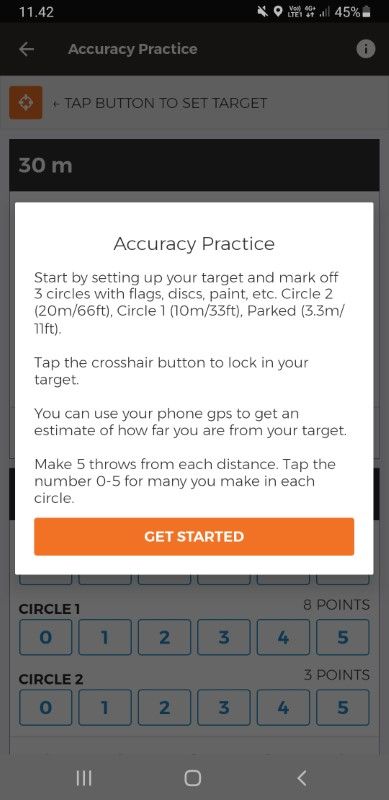 11.42 Vo)) 4G+ LTE1 45%
Accuracy Practice
← TAP BUTTON TO SET TARGET
30 m
Accuracy Practice
Start by setting up your target and mark off
3 circles with flags, discs, paint, etc. Circle 2
(20m/66ft), Circle 1 (10m/33ft), Parked (3.3m/
11ft).
Tap the crosshair button to lock in your
target.
You can use your phone gps to get an
estimate of how far you are from your target.
Make 5 throws from each distance. Tap the
number 0-5 for many you make in each
circle.
GET STARTED
CIRCLE 1 8 POINTS
0 1 2 3 4 5
CIRCLE 2 3 POINTS
0 1 2 3 4 5